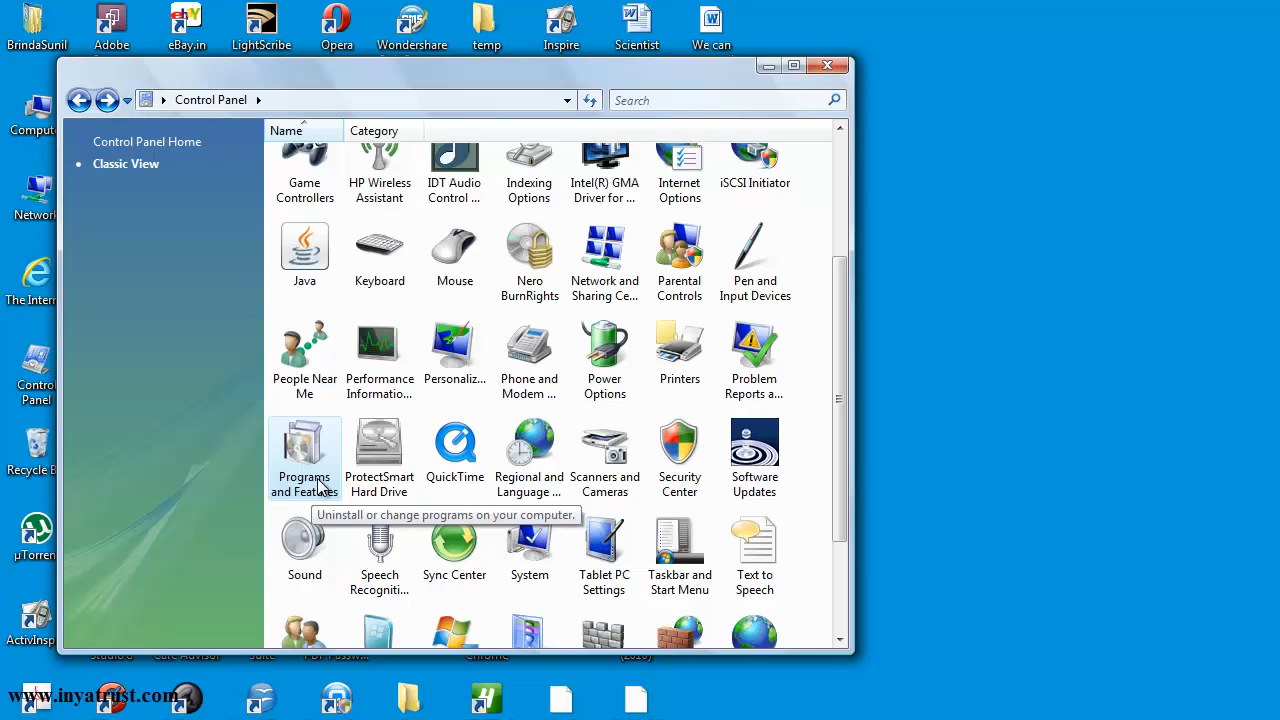 BrindaSunil
Adobe
eBay.in
LightScribe
Opera
Wondershare
temp
Inspire
Scientist
We can
Control Panel
Search
Control Panel Home
Classic View
Name
Category
Game
Controllers
HP Wireless
Assistant
IDT Audio
Control ...
Indexing
Options
Intel(R) GMA
Driver for ...
Internet
Options
iSCSI Initiator
Java
Keyboard
Mouse
Nero
BurnRights
Network and
Sharing Ce...
Parental
Controls
Pen and
Input Devices
People Near
Me
Performance
Informatio...
Personaliz...
Phone and
Modem ...
Power
Options
Printers
Problem
Reports a...
Programs
and Features
ProtectSmart
Hard Drive
QuickTime
Regional and
Language ...
Scanners and
Cameras
Security
Center
Software
Updates
Uninstall or change programs on your computer.
Sound
Speech
Recogniti...
Sync Center
System
Tablet PC
Settings
Taskbar and
Start Menu
Text to
Speech
Comput
Network
The Intern
Control
Panel
Recycle B
µTorren
ActivInsp
www.inyatrust.com